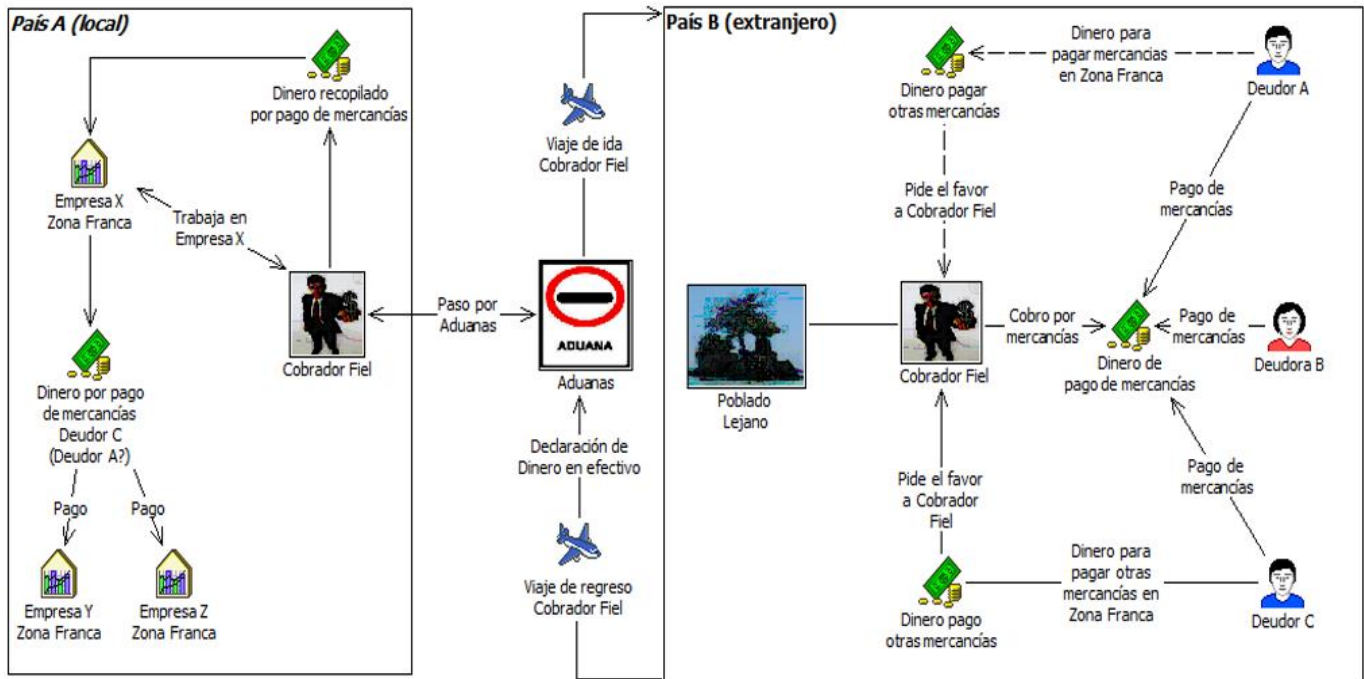 País A (local)
Dinero recopilado
por pago de mercancías
Empresa X
Zona Franca
Trabaja en
Empresa X
Cobrador Fiel
Dinero por pago
de mercancías
Deudor C
(Deudor A?)
Pago
Pago
Empresa Y
Zona Franca
Empresa Z
Zona Franca
Viaje de ida
Cobrador Fiel
Paso por
Aduanas
ADUANA
Aduanas
Declaración de
Dinero en efectivo
Viaje de regreso
Cobrador Fiel
País B (extranjero)
Dinero para
pagar mercancías
en Zona Franca
Dinero pagar
otras mercancías
Deudor A
Pide el favor
a Cobrador Fiel
Pago de
mercancías
Poblado
Lejano
Cobrador Fiel
Cobro por
mercancías
Dinero de
pago de mercancías
Pago de
mercancías
Deudora B
Pide el favor
a Cobrador
Fiel
Pago de
mercancías
Dinero pago
otras mercancías
Dinero para
pagar otras
mercancías en
Zona Franca
Deudor C